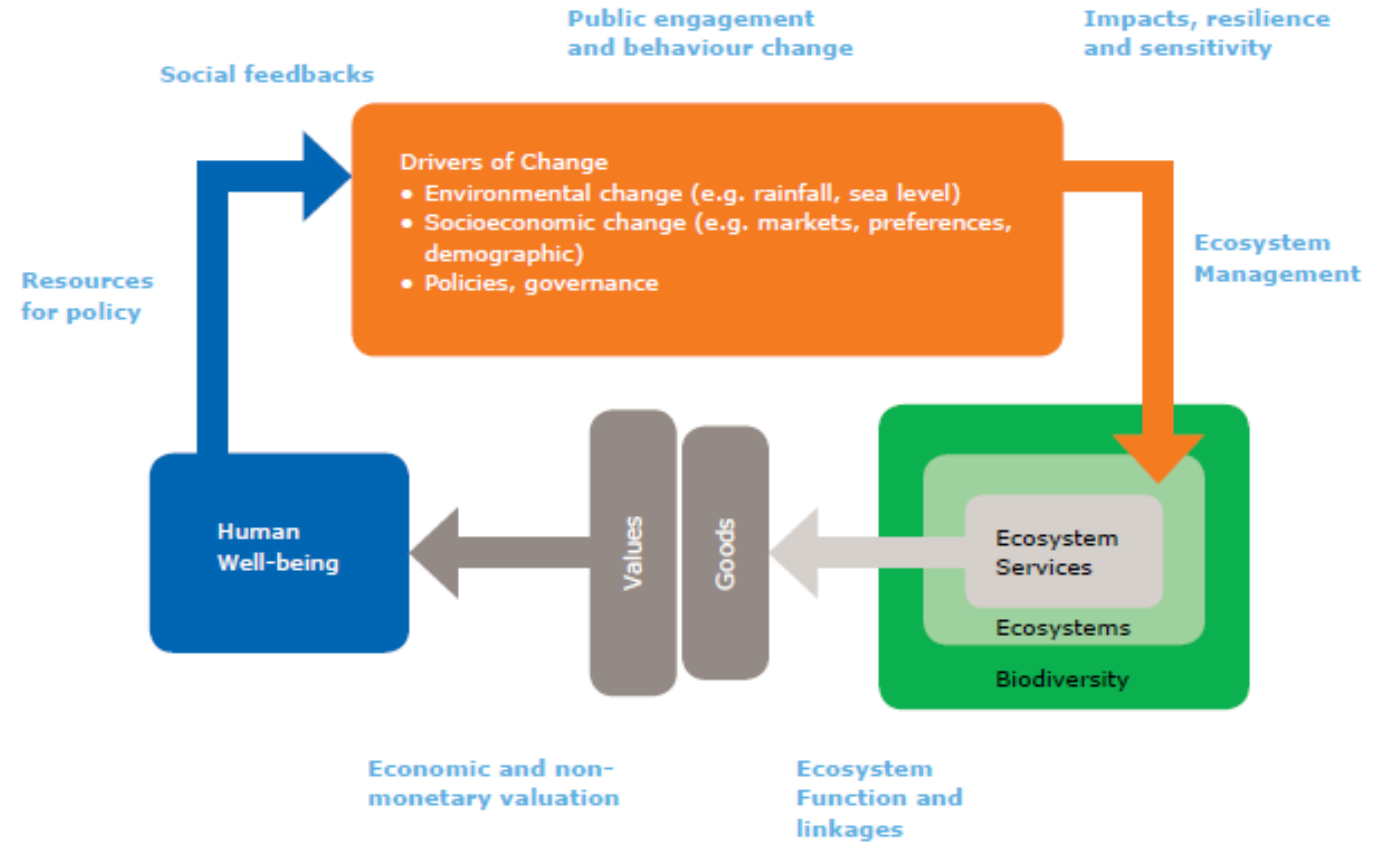 Public engagement
and behaviour change
Impacts, resilience
and sensitivity
Social feedbacks
Drivers of Change
● Environmental change (e.g. rainfall, sea level)
● Socioeconomic change (e.g. markets, preferences,
demographic)
● Policies, governance
Ecosystem
Management
Resources
for policy
Human
Well-being
Values
Goods
Ecosystem
Services
Ecosystems
Biodiversity
Economic and non-
monetary valuation
Ecosystem
Function and
linkages